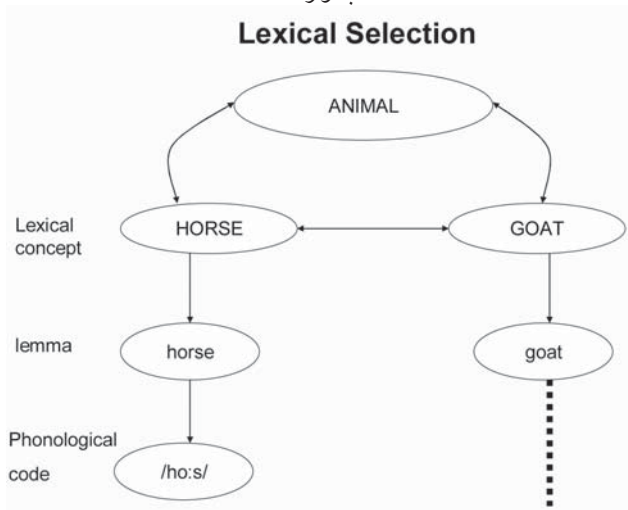 Lexical Selection
ANIMAL
Lexical
concept
HORSE
GOAT
lemma
horse
goat
Phonological
code
/ho:s/